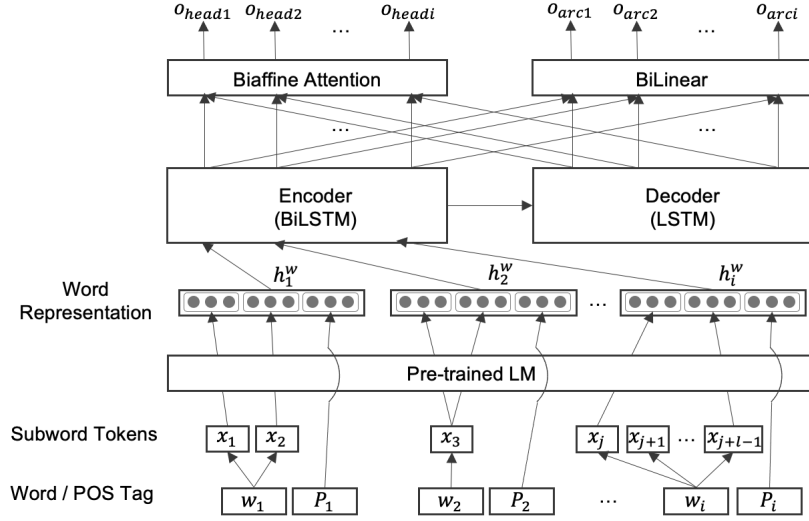 o_head1 o_head2 ... o_headi o_arc1 o_arc2 ... o_arci
Biaffine Attention BiLinear
... ...
Encoder Decoder
(BiLSTM) (LSTM)
h_1^w h_2^w h_i^w
Word
Representation ...
Pre-trained LM
Subword Tokens x_1 x_2 x_3 x_j x_{j+1} ... x_{j+l-1}
Word / POS Tag w_1 P_1 w_2 P_2 ... w_i P_i